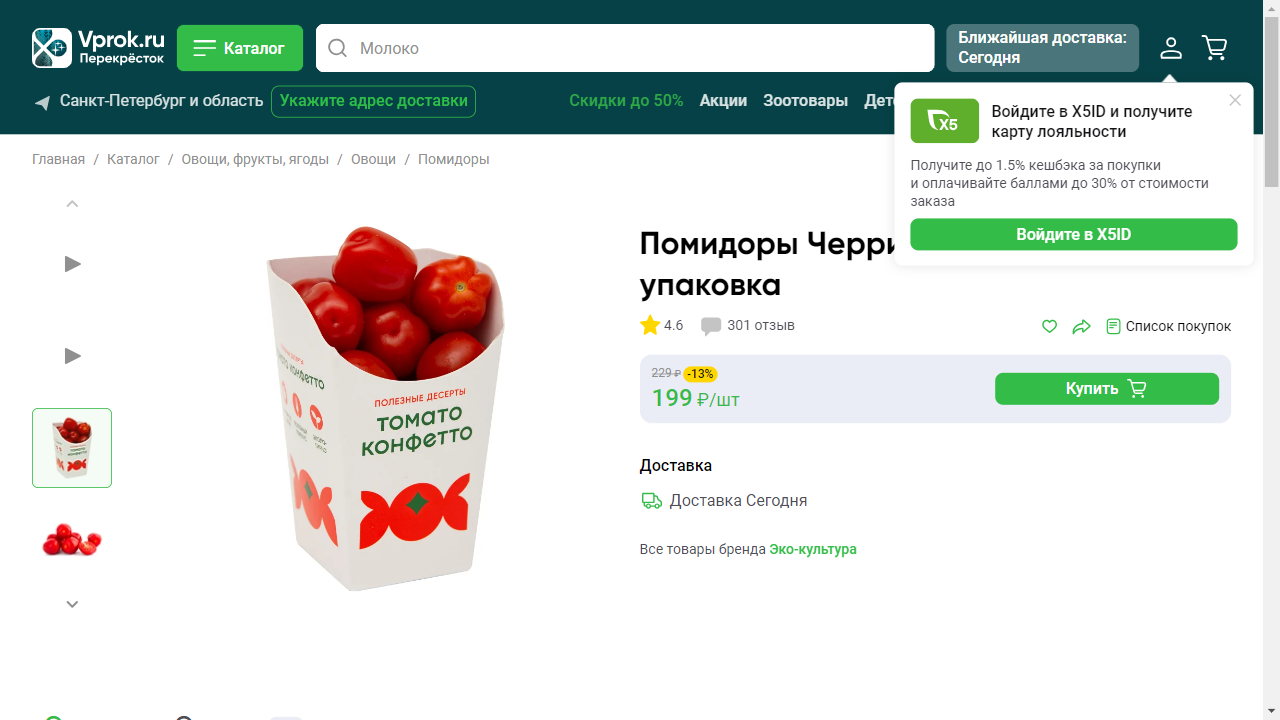 Vprok.ru
Перекрёсток
Каталог
Молоко
Ближайшая доставка:
Сегодня
Санкт-Петербург и область
Укажите адрес доставки
Скидки до 50%
Акции
Зоотовары
Войдите в X5ID и получите
карту лояльности
X5
Получите до 1.5% кешбэка за покупки
и оплачивайте баллами до 30% от стоимости
заказа
Войдите в X5ID
Главная / Каталог / Овощи, фрукты, ягоды / Овощи / Помидоры
Помидоры Черри
упаковка
4.6
301 отзыв
Список покупок
229 ₽
-13%
199 ₽/шт
Купить
Доставка
Доставка Сегодня
Все товары бренда Эко-культура
ПОЛЕЗНЫЕ ДЕСЕРТЫ
ТОМАТО
КОНФЕТТО